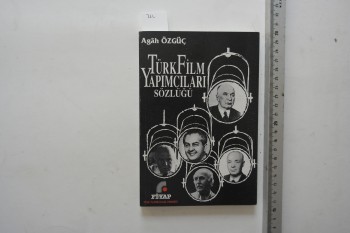 Agâh ÖZGÜÇ
TÜRK FİLM
YAPIMCILARI
SÖZLÜĞÜ
FİYAP